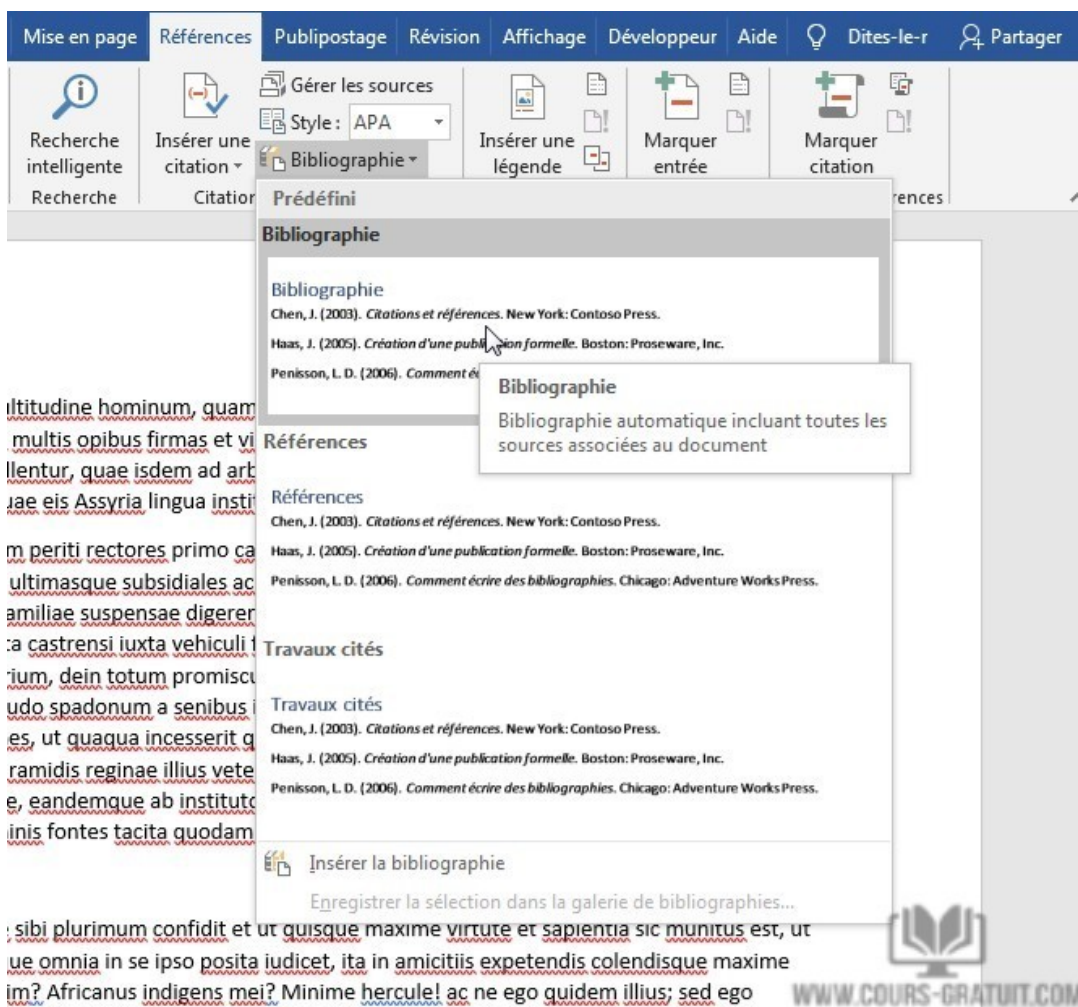 Mise en page Références Publipostage Révision Affichage Développeur Aide Dites-le-r Partager
Gérer les sources
Style : APA
Bibliographie
Recherche intelligente
Insérer une citation
Insérer une légende
Marquer entrée
Marquer citation
Recherche Citation rences
Prédéfini
Bibliographie
Bibliographie
Chen, J. (2003). Citations et références. New York: Contoso Press.
Haas, J. (2005). Création d'une publication formelle. Boston: Proseware, Inc.
Penisson, L. D. (2006). Comment éc
Bibliographie
Bibliographie automatique incluant toutes les
sources associées au document
Références
Références
Chen, J. (2003). Citations et références. New York: Contoso Press.
Haas, J. (2005). Création d'une publication formelle. Boston: Proseware, Inc.
Penisson, L. D. (2006). Comment écrire des bibliographies. Chicago: Adventure Works Press.
Travaux cités
Travaux cités
Chen, J. (2003). Citations et références. New York: Contoso Press.
Haas, J. (2005). Création d'une publication formelle. Boston: Proseware, Inc.
Penisson, L. D. (2006). Comment écrire des bibliographies. Chicago: Adventure Works Press.
Insérer la bibliographie
Enregistrer la sélection dans la galerie de bibliographies...
ultitudine hominum, quam
multis opibus firmas et vi
llentur, quae isdem ad arb
uae eis Assyria lingua instit
m periti rectores primo ca
ultimasque subsidiales ac
amiliae suspensae digerer
ta castrensi iuxta vehiculi f
rium, dein totum promiscu
udo spadonum a senibus i
es, ut quaqua incesserit q
ramidis reginae illius vete
e, eandemque ab instituto
inis fontes tacita quodam
sibi plurimum confidit et ut quisque maxime virtute et sapientia sic munitus est, ut
ue omnia in se ipso posita iudicet, ita in amicitiis expetendis colendisque maxime
im? Africanus indigens mei? Minime hercule! ac ne ego quidem illius; sed ego
WWW.COURS-GRATUIT.COM